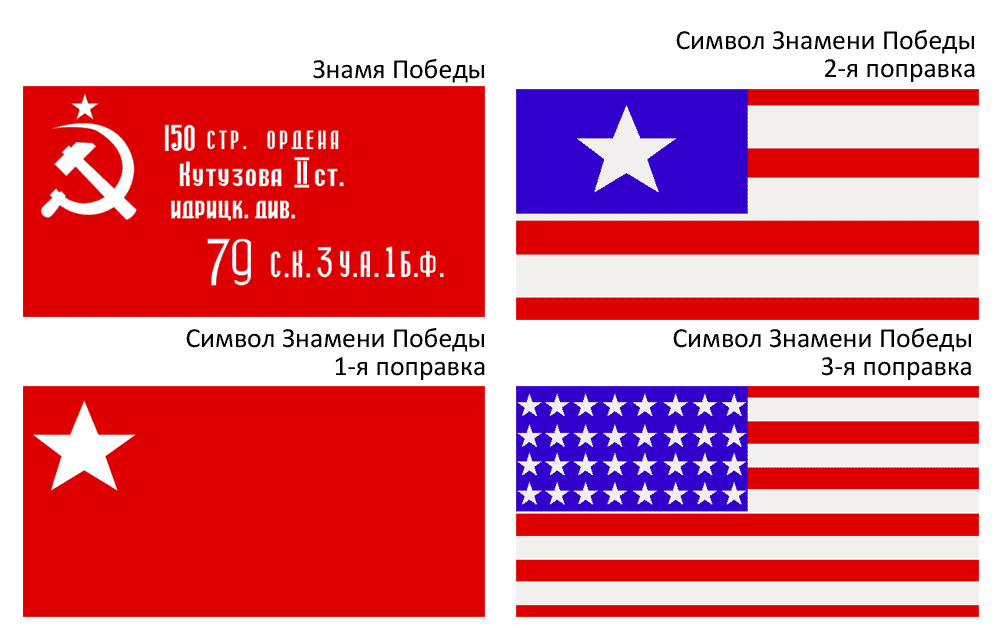 Знамя Победы
150 СТР. ОРДЕНА
Кутузова II ст.
ИДРИЦК. ДИВ.
79 С.К. 3 У.А. 1 Б.Ф.
Символ Знамени Победы
2-я поправка
Символ Знамени Победы
1-я поправка
Символ Знамени Победы
3-я поправка